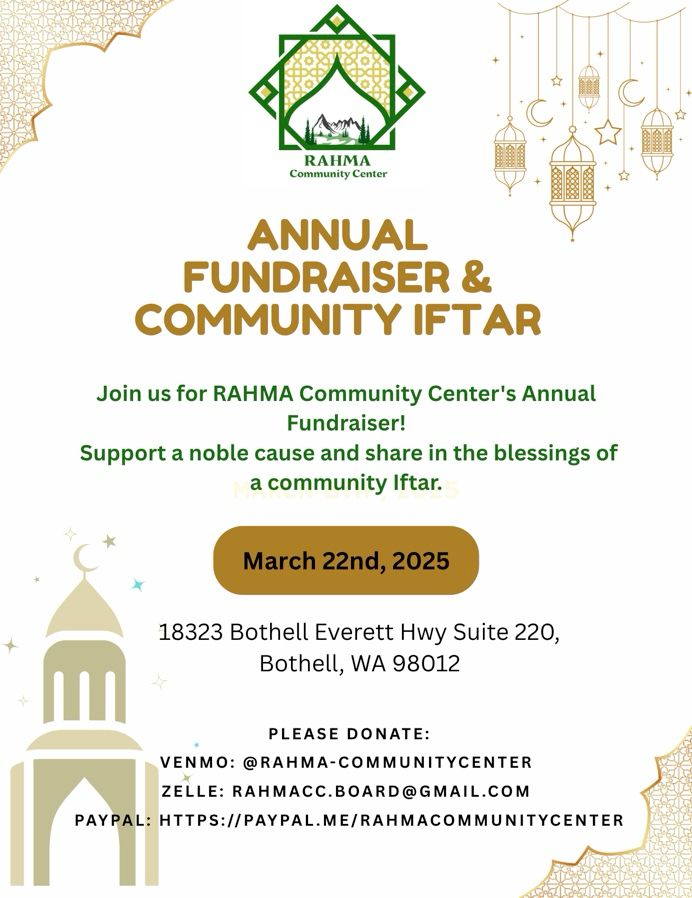 RAHMA
Community Center
ANNUAL
FUNDRAISER &
COMMUNITY IFTAR
Join us for RAHMA Community Center's Annual
Fundraiser!
Support a noble cause and share in the blessings of
a community Iftar.
March 22nd, 2025
18323 Bothell Everett Hwy Suite 220,
Bothell, WA 98012
PLEASE DONATE:
VENMO: @RAHMA-COMMUNITYCENTER
ZELLE: RAHMACC.BOARD@GMAIL.COM
PAYPAL: HTTPS://PAYPAL.ME/RAHMACOMMUNITYCENTER